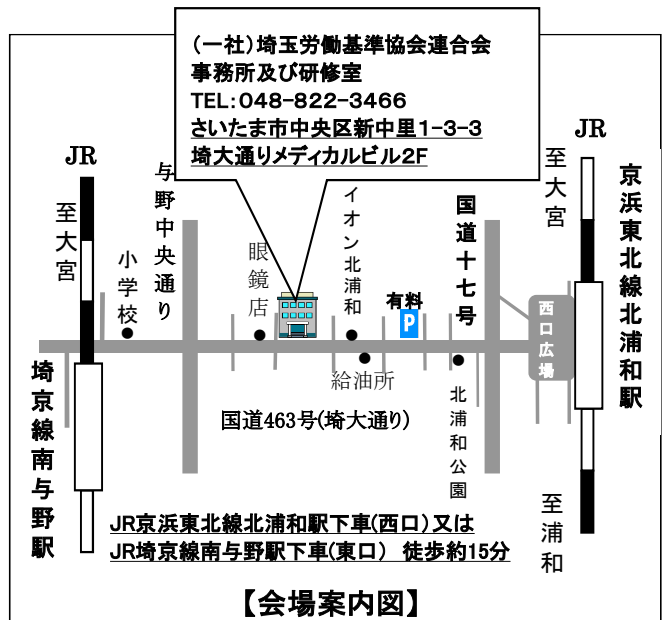 (一社)埼玉労働基準協会連合会
事務所及び研修室
TEL:048-822-3466
さいたま市中央区新中里1-3-3
埼大通りメディカルビル2F
JR
至大宮
小学校
与野中央通り
眼鏡店
イオン北浦和
有料
P
国道十七号
JR
至大宮
京浜東北線北浦和駅
西口広場
埼京線南与野駅
給油所
国道463号(埼大通り)
北浦和公園
至浦和
JR京浜東北線北浦和駅下車(西口)又は
JR埼京線南与野駅下車(東口) 徒歩約15分
【会場案内図】